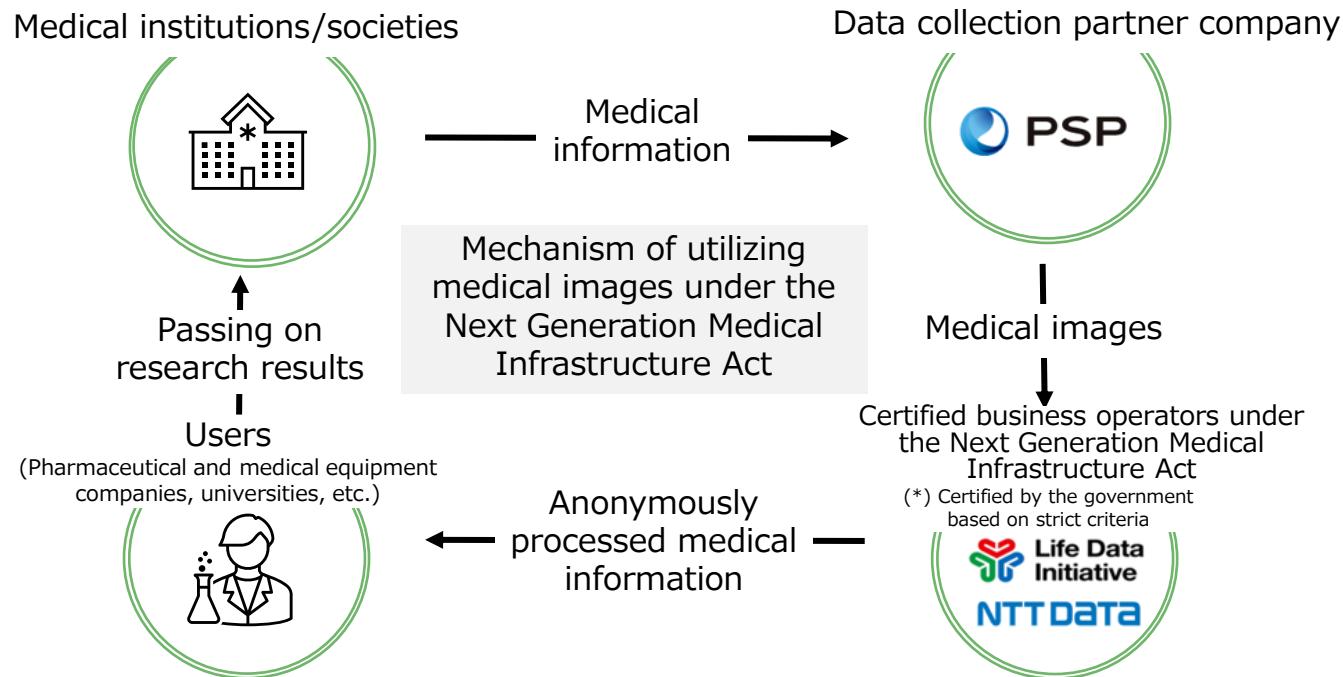 Medical institutions/societies
Data collection partner company
PSP
Medical
information
Mechanism of utilizing
medical images under the
Next Generation Medical
Infrastructure Act
Passing on
research results
Medical images
Users
(Pharmaceutical and medical equipment
companies, universities, etc.)
Certified business operators under
the Next Generation Medical
Infrastructure Act
(*) Certified by the government
based on strict criteria
Anonymously
processed medical
information
Life Data
Initiative
NTT DATA